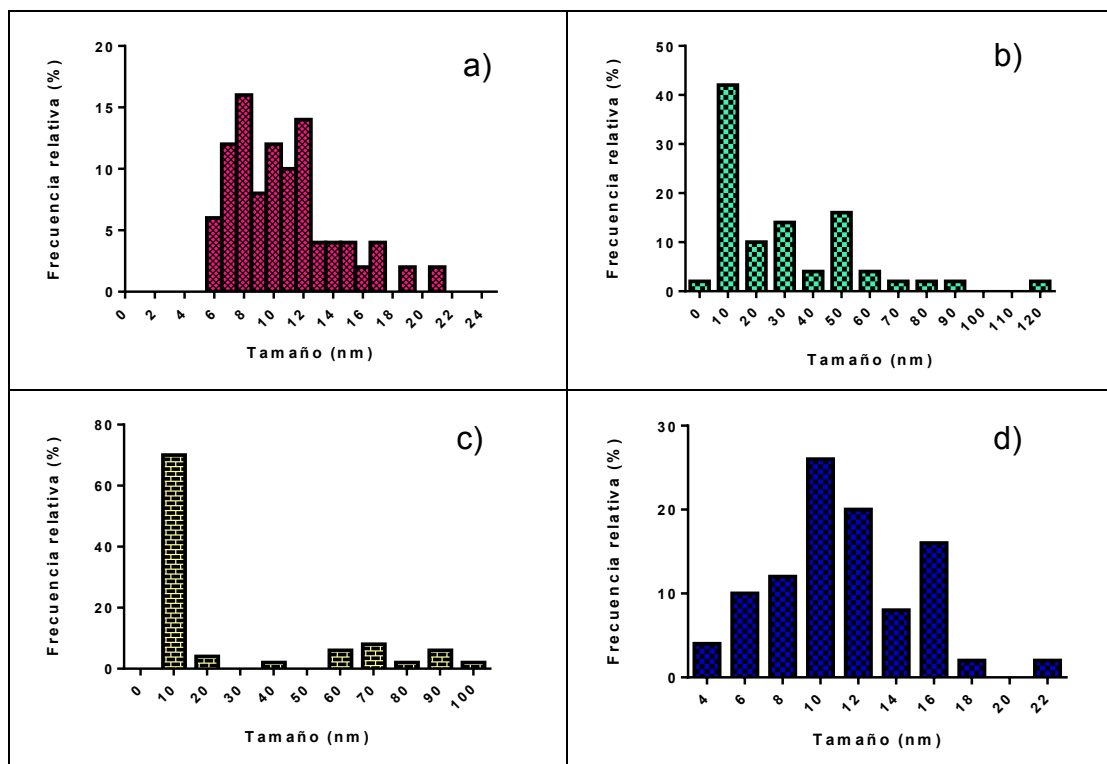 a)
Frecuencia relativa (%)
20
15
10
5
0
0 2 4 6 8 10 12 14 16 18 20 22 24
Tamaño (nm)
b)
Frecuencia relativa (%)
50
40
30
20
10
0
0 10 20 30 40 50 60 70 80 90 100 110 120
Tamaño (nm)
c)
Frecuencia relativa (%)
80
60
40
20
0
0 10 20 30 40 50 60 70 80 90 100
Tamaño (nm)
d)
Frecuencia relativa (%)
30
20
10
0
4 6 8 10 12 14 16 18 20 22
Tamaño (nm)